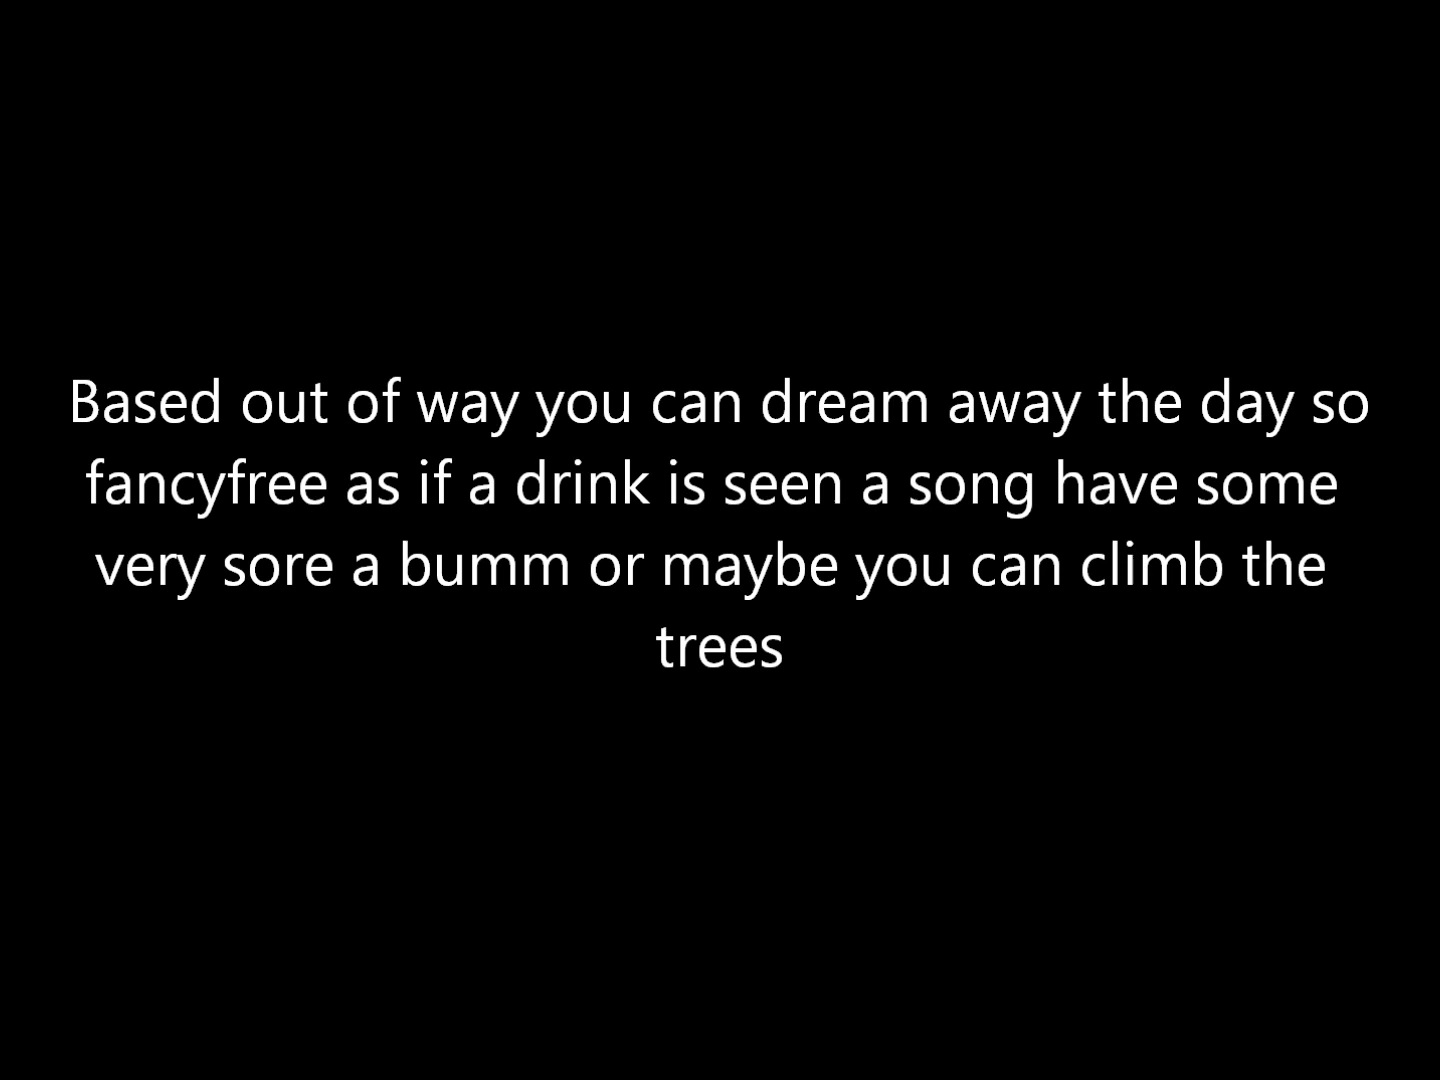 Based out of way you can dream away the day so
fancyfree as if a drink is seen a song have some
very sore a bumm or maybe you can climb the
trees